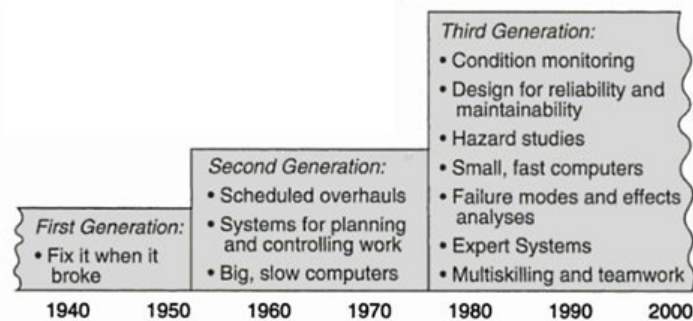 First Generation:
• Fix it when it
broke
Second Generation:
• Scheduled overhauls
• Systems for planning
and controlling work
• Big, slow computers
Third Generation:
• Condition monitoring
• Design for reliability and
maintainability
• Hazard studies
• Small, fast computers
• Failure modes and effects
analyses
• Expert Systems
• Multiskilling and teamwork
1940 1950 1960 1970 1980 1990 2000